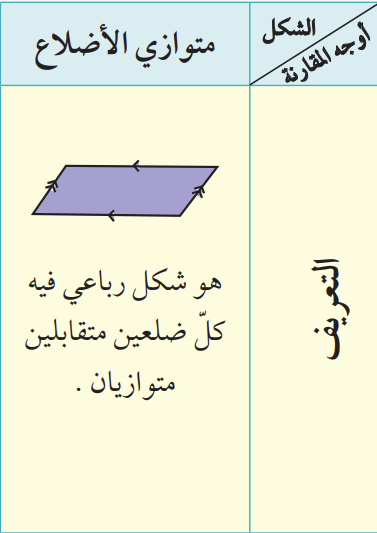 الشكل
أوجه المقارنة
متوازي الأضلاع
التعريف
هو شكل رباعي فيه
كلّ ضلعين متقابلين
متوازيان .